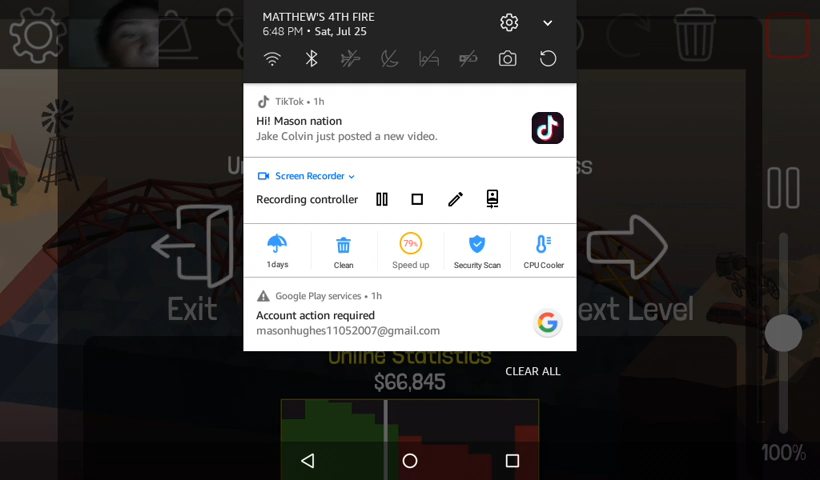 MATTHEW'S 4TH FIRE
6:48 PM • Sat, Jul 25
TikTok • 1h
Hi! Mason nation
Jake Colvin just posted a new video.
Screen Recorder
Recording controller
79%
1days
Clean
Speed up
Security Scan
CPU Cooler
Google Play services • 1h
Account action required
masonhughes11052007@gmail.com
CLEAR ALL
Exit
ext Level
Online Statistics
$66,845
100%